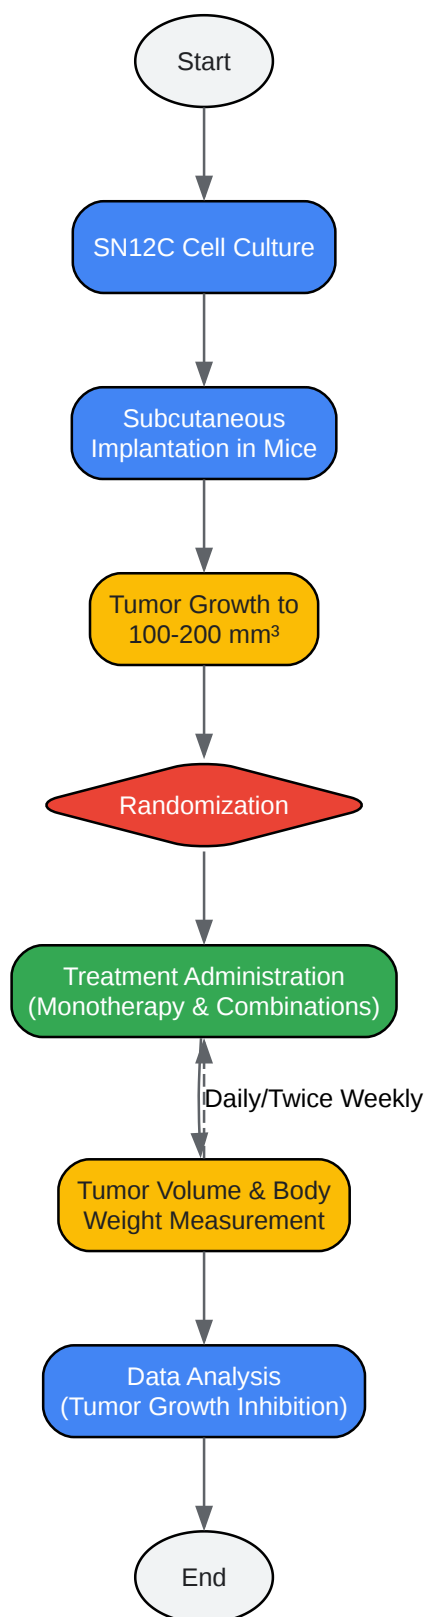 Start
SN12C Cell Culture
Subcutaneous
Implantation in Mice
Tumor Growth to
100-200 mm³
Randomization
Treatment Administration
(Monotherapy & Combinations)
Daily/Twice Weekly
Tumor Volume & Body
Weight Measurement
Data Analysis
(Tumor Growth Inhibition)
End